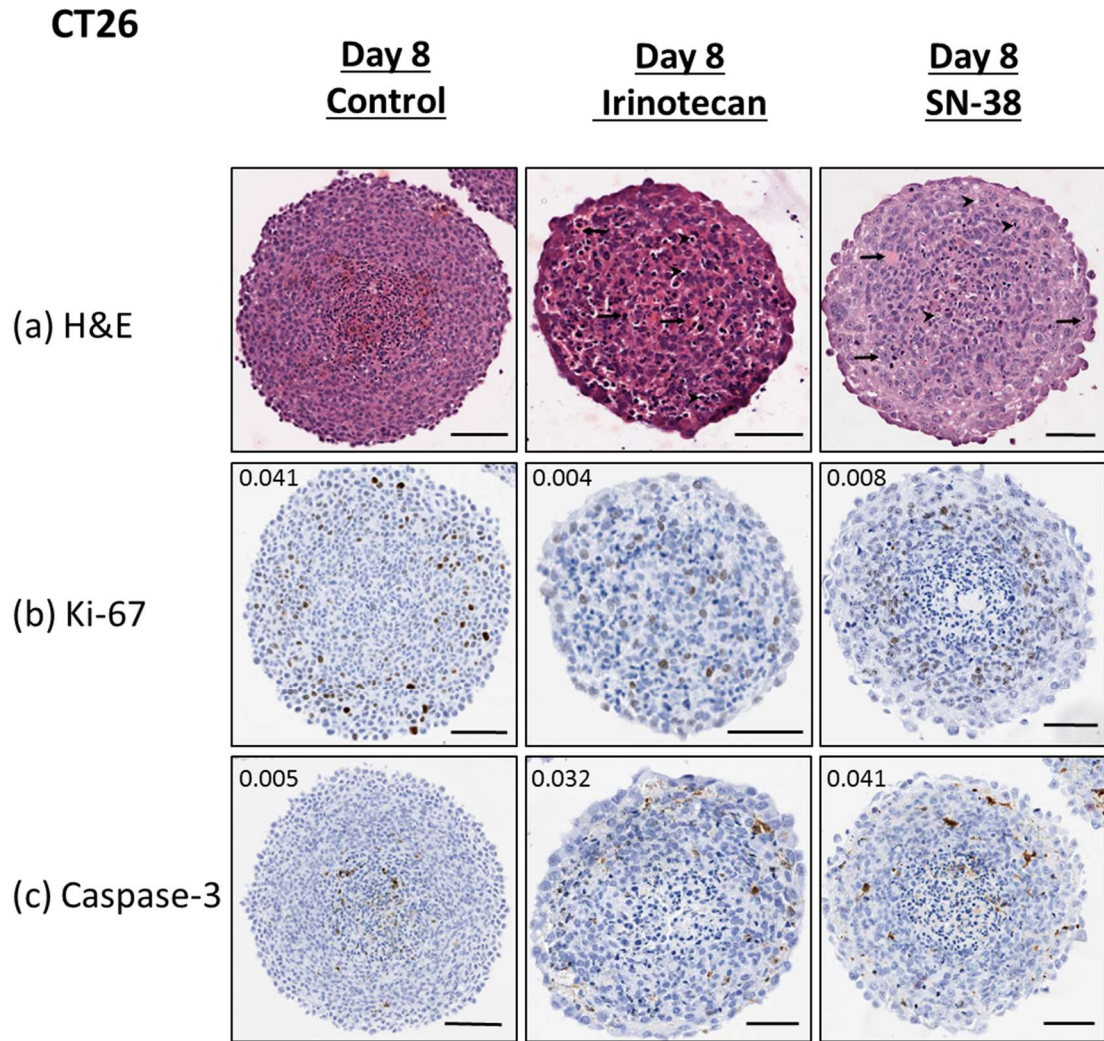 CT26
Day 8
Control
Day 8
Irinotecan
Day 8
SN-38
(a) H&E
(b) Ki-67
0.041
0.004
0.008
(c) Caspase-3
0.005
0.032
0.041